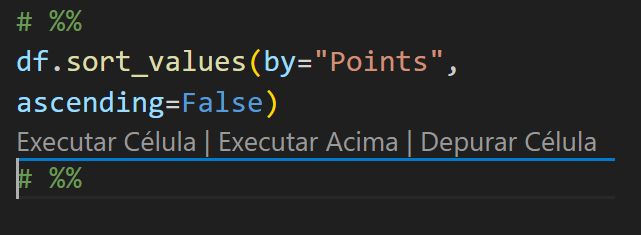 # %%
df.sort_values(by="Points",
ascending=False)
Executar Célula | Executar Acima | Depurar Célula
# %%